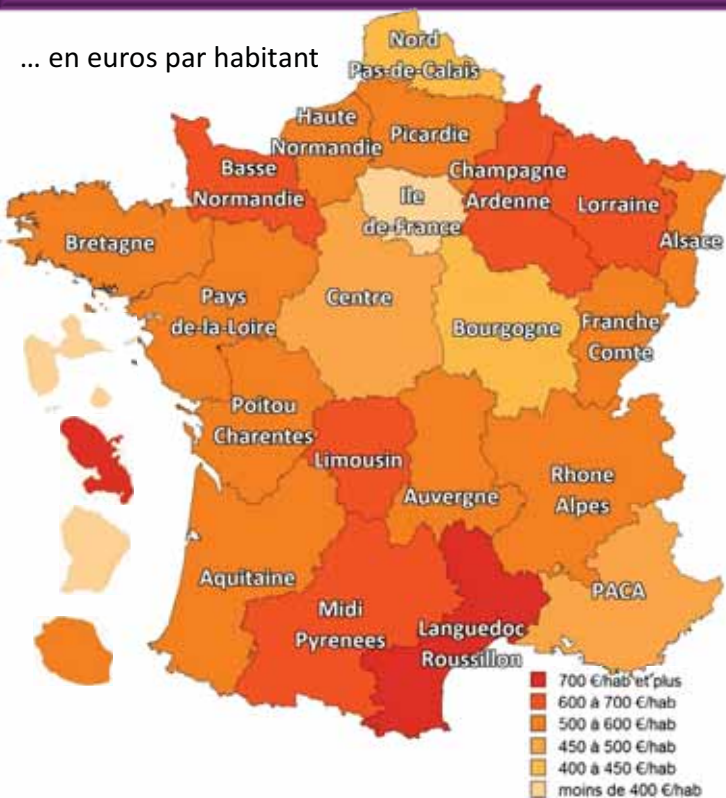 ... en euros par habitant
Nord
Pas-de-Calais
Haute
Normandie
Picardie
Basse
Normandie
Champagne
Ardenne
Ile
de-France
Lorraine
Alsace
Bretagne
Pays
de-la-Loire
Centre
Bourgogne
Franche
Comte
Poitou
Charentes
Limousin
Auvergne
Rhone
Alpes
Aquitaine
Midi
Pyrenees
Languedoc
Roussillon
PACA
700 €/hab et plus
600 à 700 €/hab
500 à 600 €/hab
450 à 500 €/hab
400 à 450 €/hab
moins de 400 €/hab